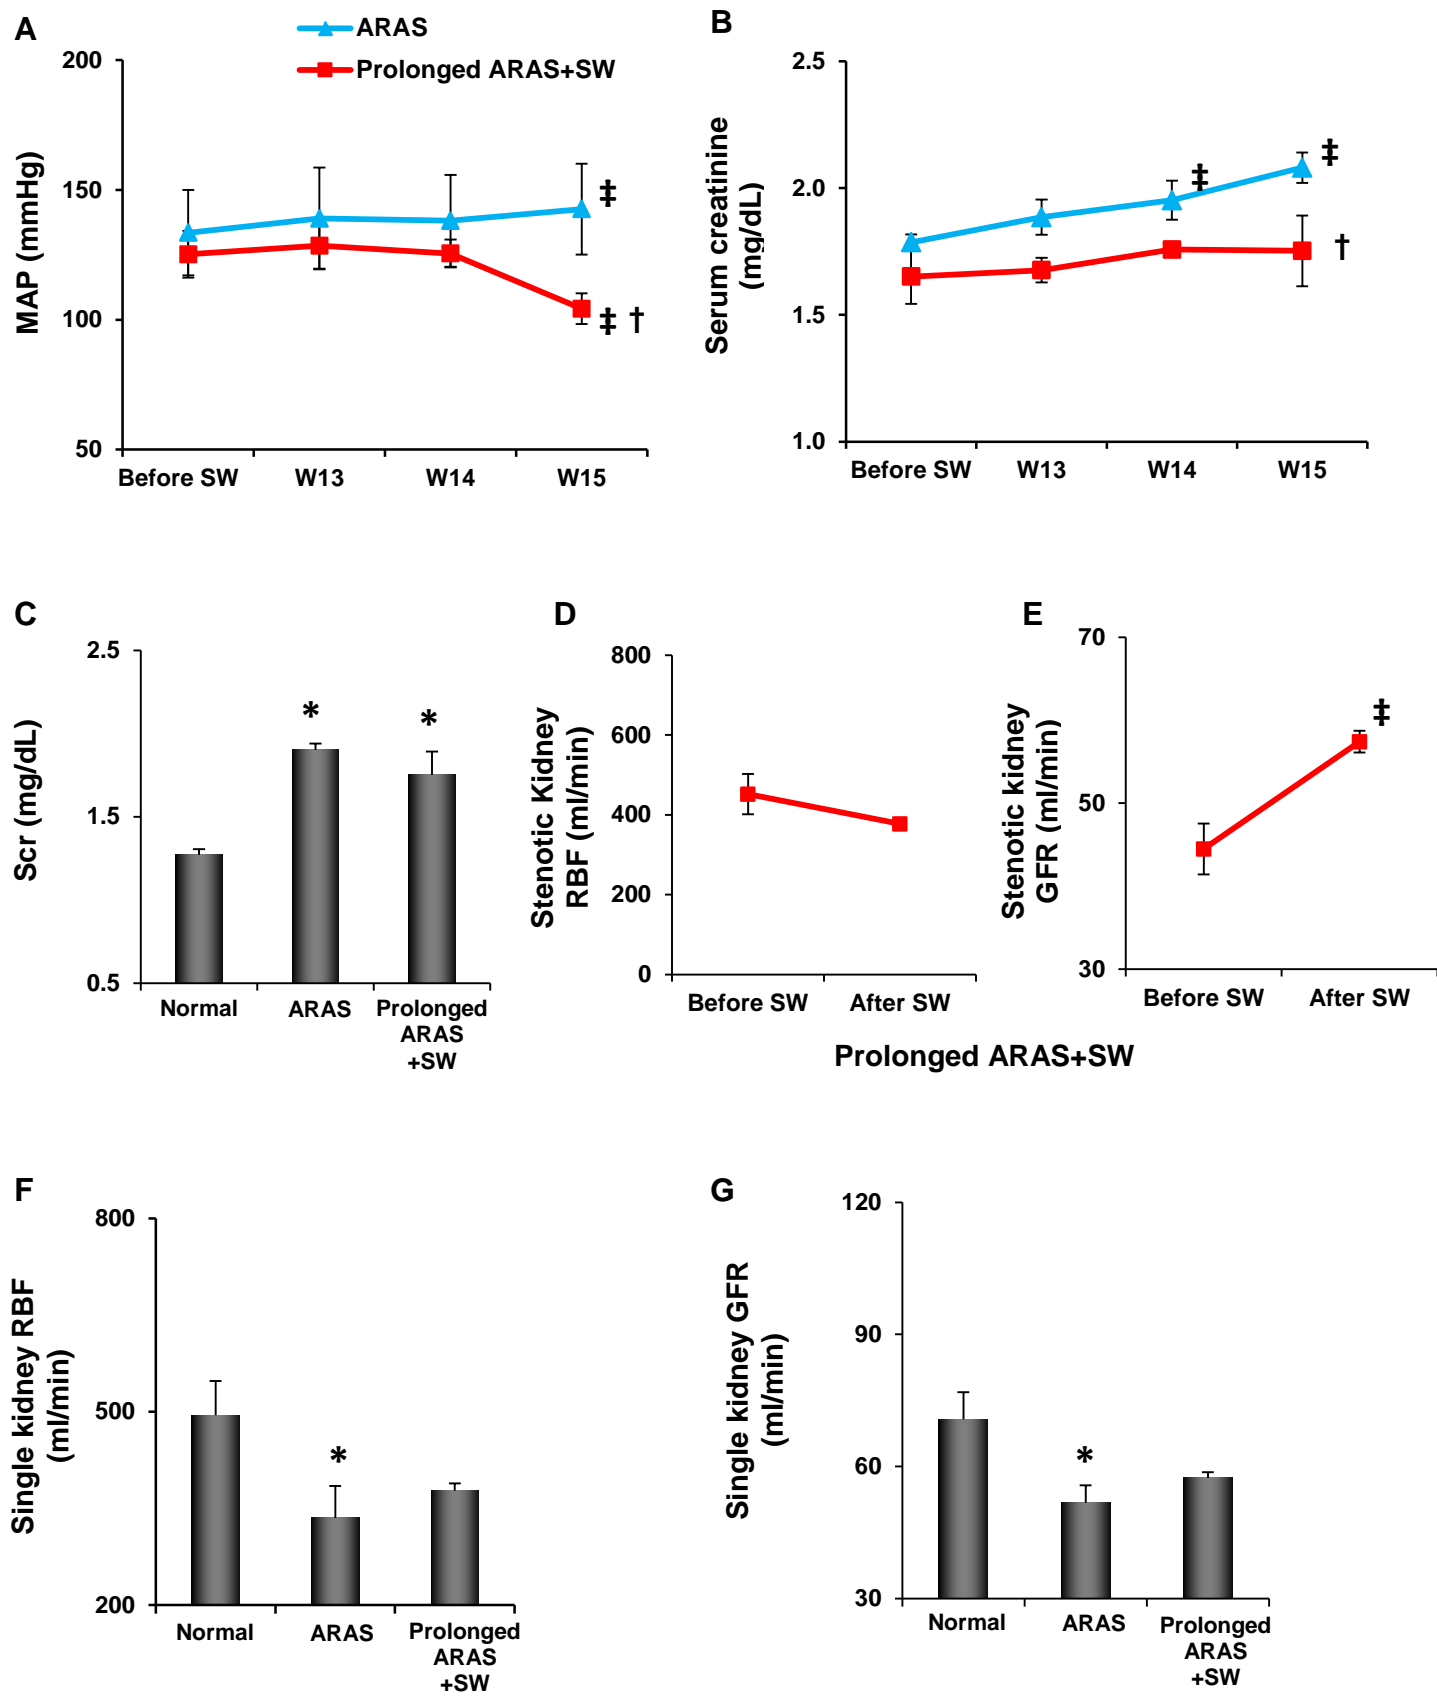 A
ARAS
Prolonged ARAS+SW
MAP (mmHg)
200
150
100
50
‡
‡ †
Before SW W13 W14 W15
B
Serum creatinine
(mg/dL)
2.5
2.0
1.5
1.0
‡
‡
†
Before SW W13 W14 W15
C
Scr (mg/dL)
2.5
1.5
0.5
*
*
Normal ARAS Prolonged
ARAS
+SW
D
Stenotic Kidney
RBF (ml/min)
800
600
400
200
0
Before SW After SW
E
Stenotic kidney
GFR (ml/min)
70
50
30
‡
Before SW After SW
Prolonged ARAS+SW
F
Single kidney RBF
(ml/min)
800
500
200
*
Normal ARAS Prolonged
ARAS
+SW
G
Single kidney GFR
(ml/min)
120
90
60
30
*
Normal ARAS Prolonged
ARAS
+SW